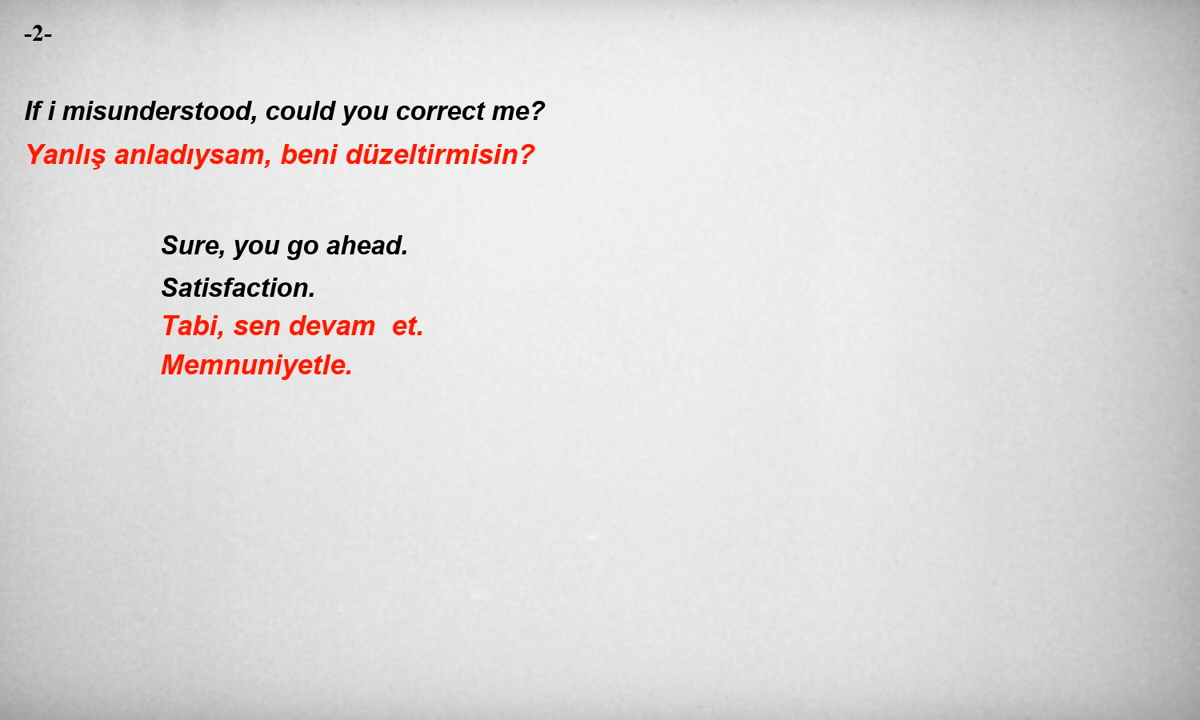 -2-
If i misunderstood, could you correct me?
Yanlış anladıysam, beni düzeltirmisin?
Sure, you go ahead.
Satisfaction.
Tabi, sen devam  et.
Memnuniyetle.